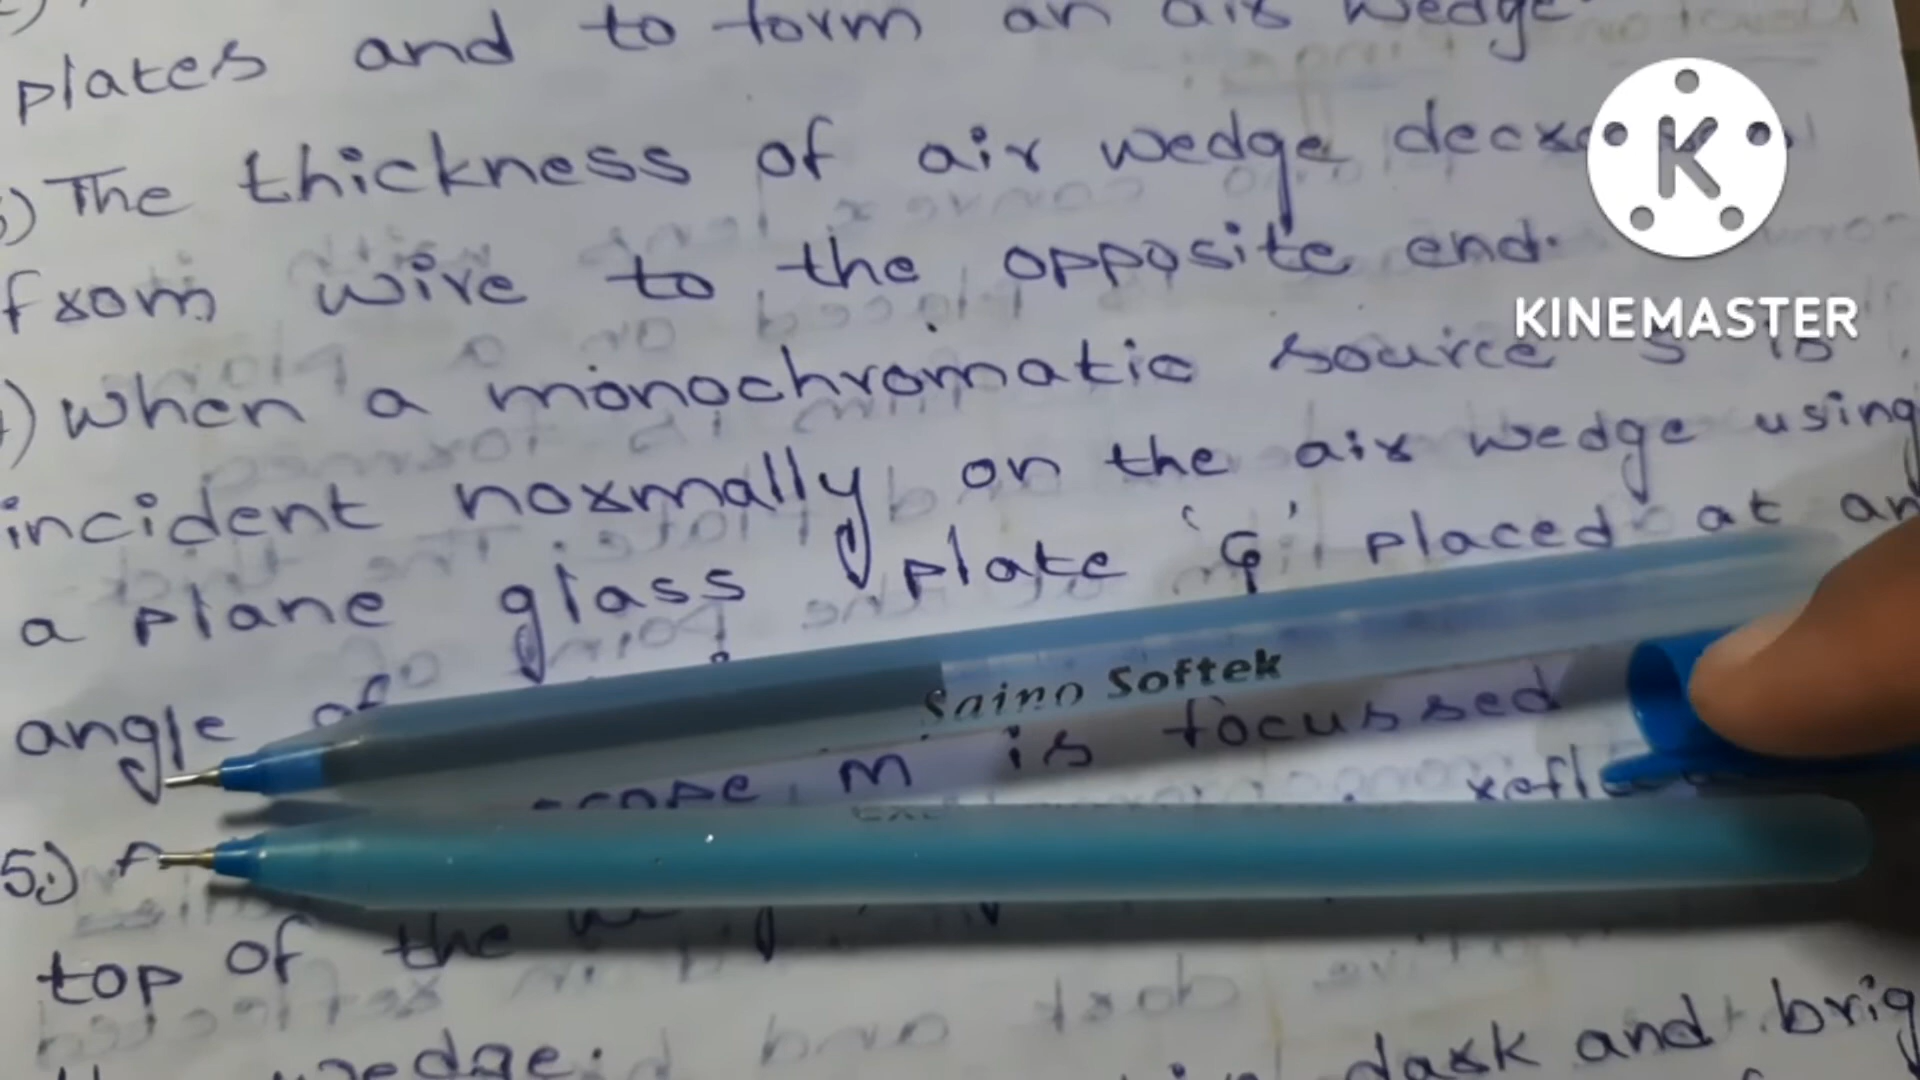 plates and to form an air wedge.
3) The thickness of air wedge
from wire to the opposite end.
4) When a monochromatic source S is
incident normally on the air wedge using
a plane glass plate 'G' placed at an
angle of
Saino Softek
M is focussed
5.)
top of the
wedge.
dark and
KINEMASTER